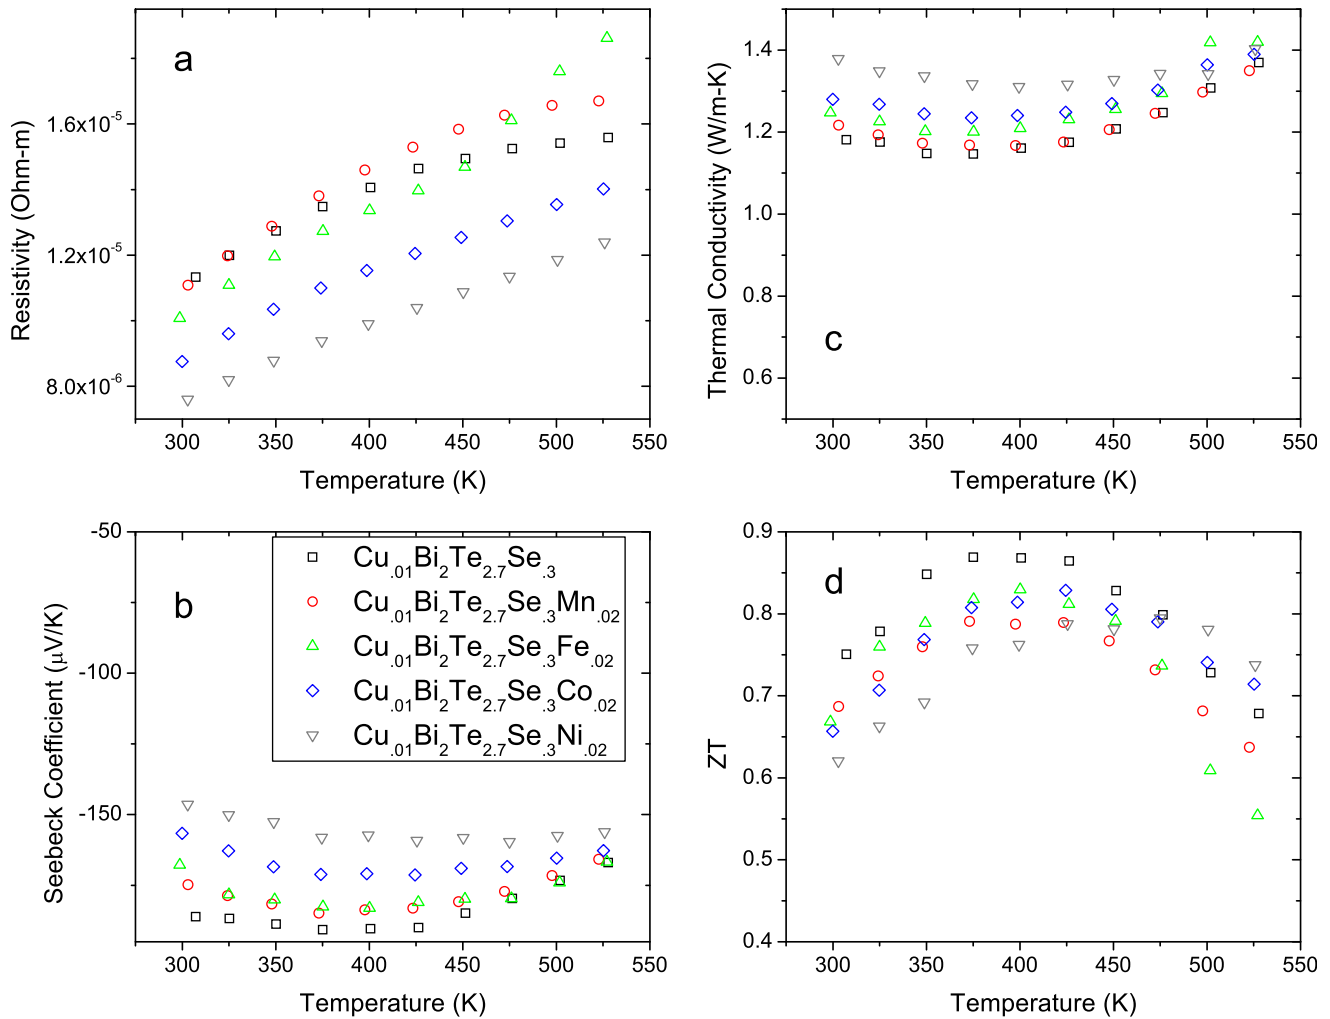 a
1.6x10-5
1.2x10-5
8.0x10-6
300 350 400 450 500 550
Temperature (K)
Resistivity (Ohm-m)
c
1.4
1.2
1.0
0.8
0.6
300 350 400 450 500 550
Temperature (K)
Thermal Conductivity (W/m-K)
b
-50
-100
-150
Cu.01Bi2Te2.7Se.3
Cu.01Bi2Te2.7Se.3Mn.02
Cu.01Bi2Te2.7Se.3Fe.02
Cu.01Bi2Te2.7Se.3Co.02
Cu.01Bi2Te2.7Se.3Ni.02
300 350 400 450 500 550
Temperature (K)
Seebeck Coefficient (μV/K)
d
0.9
0.8
0.7
0.6
0.5
0.4
300 350 400 450 500 550
Temperature (K)
ZT